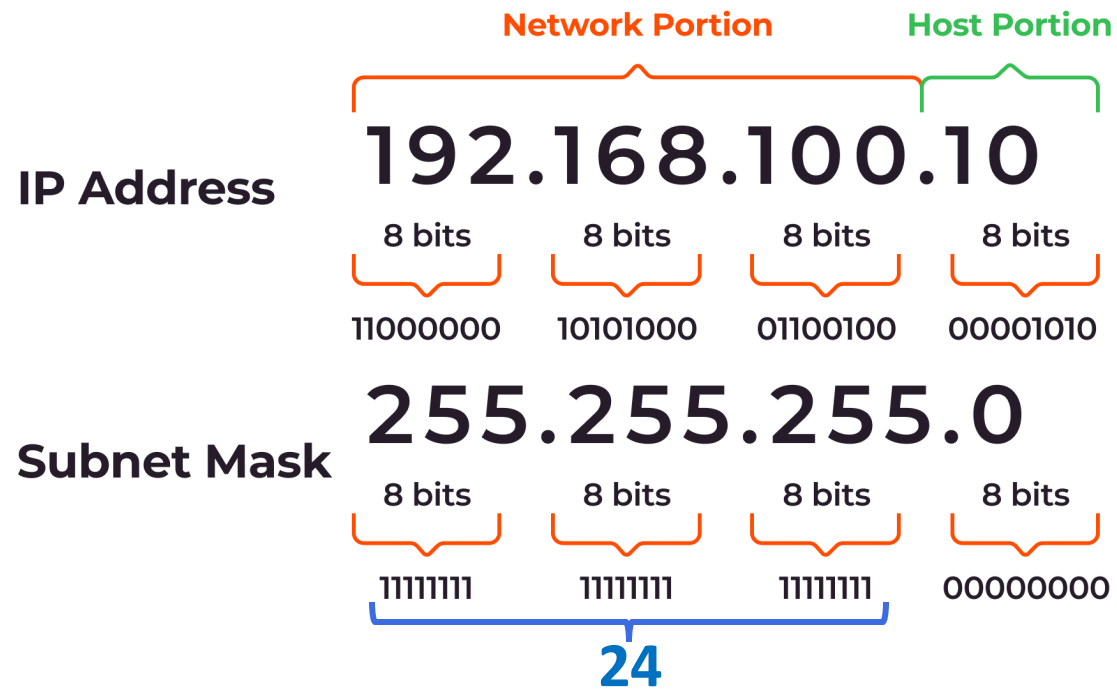 Network Portion Host Portion
IP Address 192.168.100.10
8 bits 8 bits 8 bits 8 bits
11000000 10101000 01100100 00001010
Subnet Mask 255.255.255.0
8 bits 8 bits 8 bits 8 bits
11111111 11111111 11111111 00000000
24